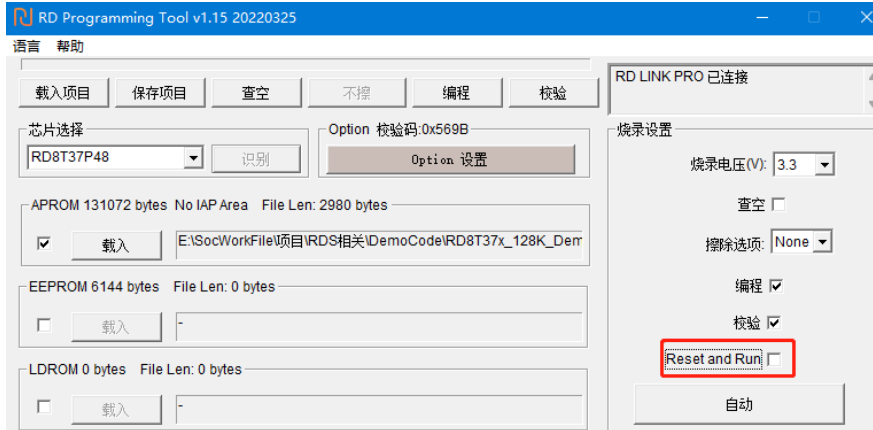 RD Programming Tool v1.15 20220325
语言 帮助
载入项目 保存项目 查空 不擦 编程 校验
RD LINK PRO 已连接
芯片选择
RD8T37P48 识别
Option 校验码:0x569B
Option 设置
APROM 131072 bytes No IAP Area File Len: 2980 bytes
载入 E:\SocWorkFile\项目\RDS相关\DemoCode\RD8T37x_128K_Dem
EEPROM 6144 bytes File Len: 0 bytes
载入 -
LDROM 0 bytes File Len: 0 bytes
载入 -
烧录设置
烧录电压(V): 3.3
查空
擦除选项: None
编程
校验
Reset and Run
自动